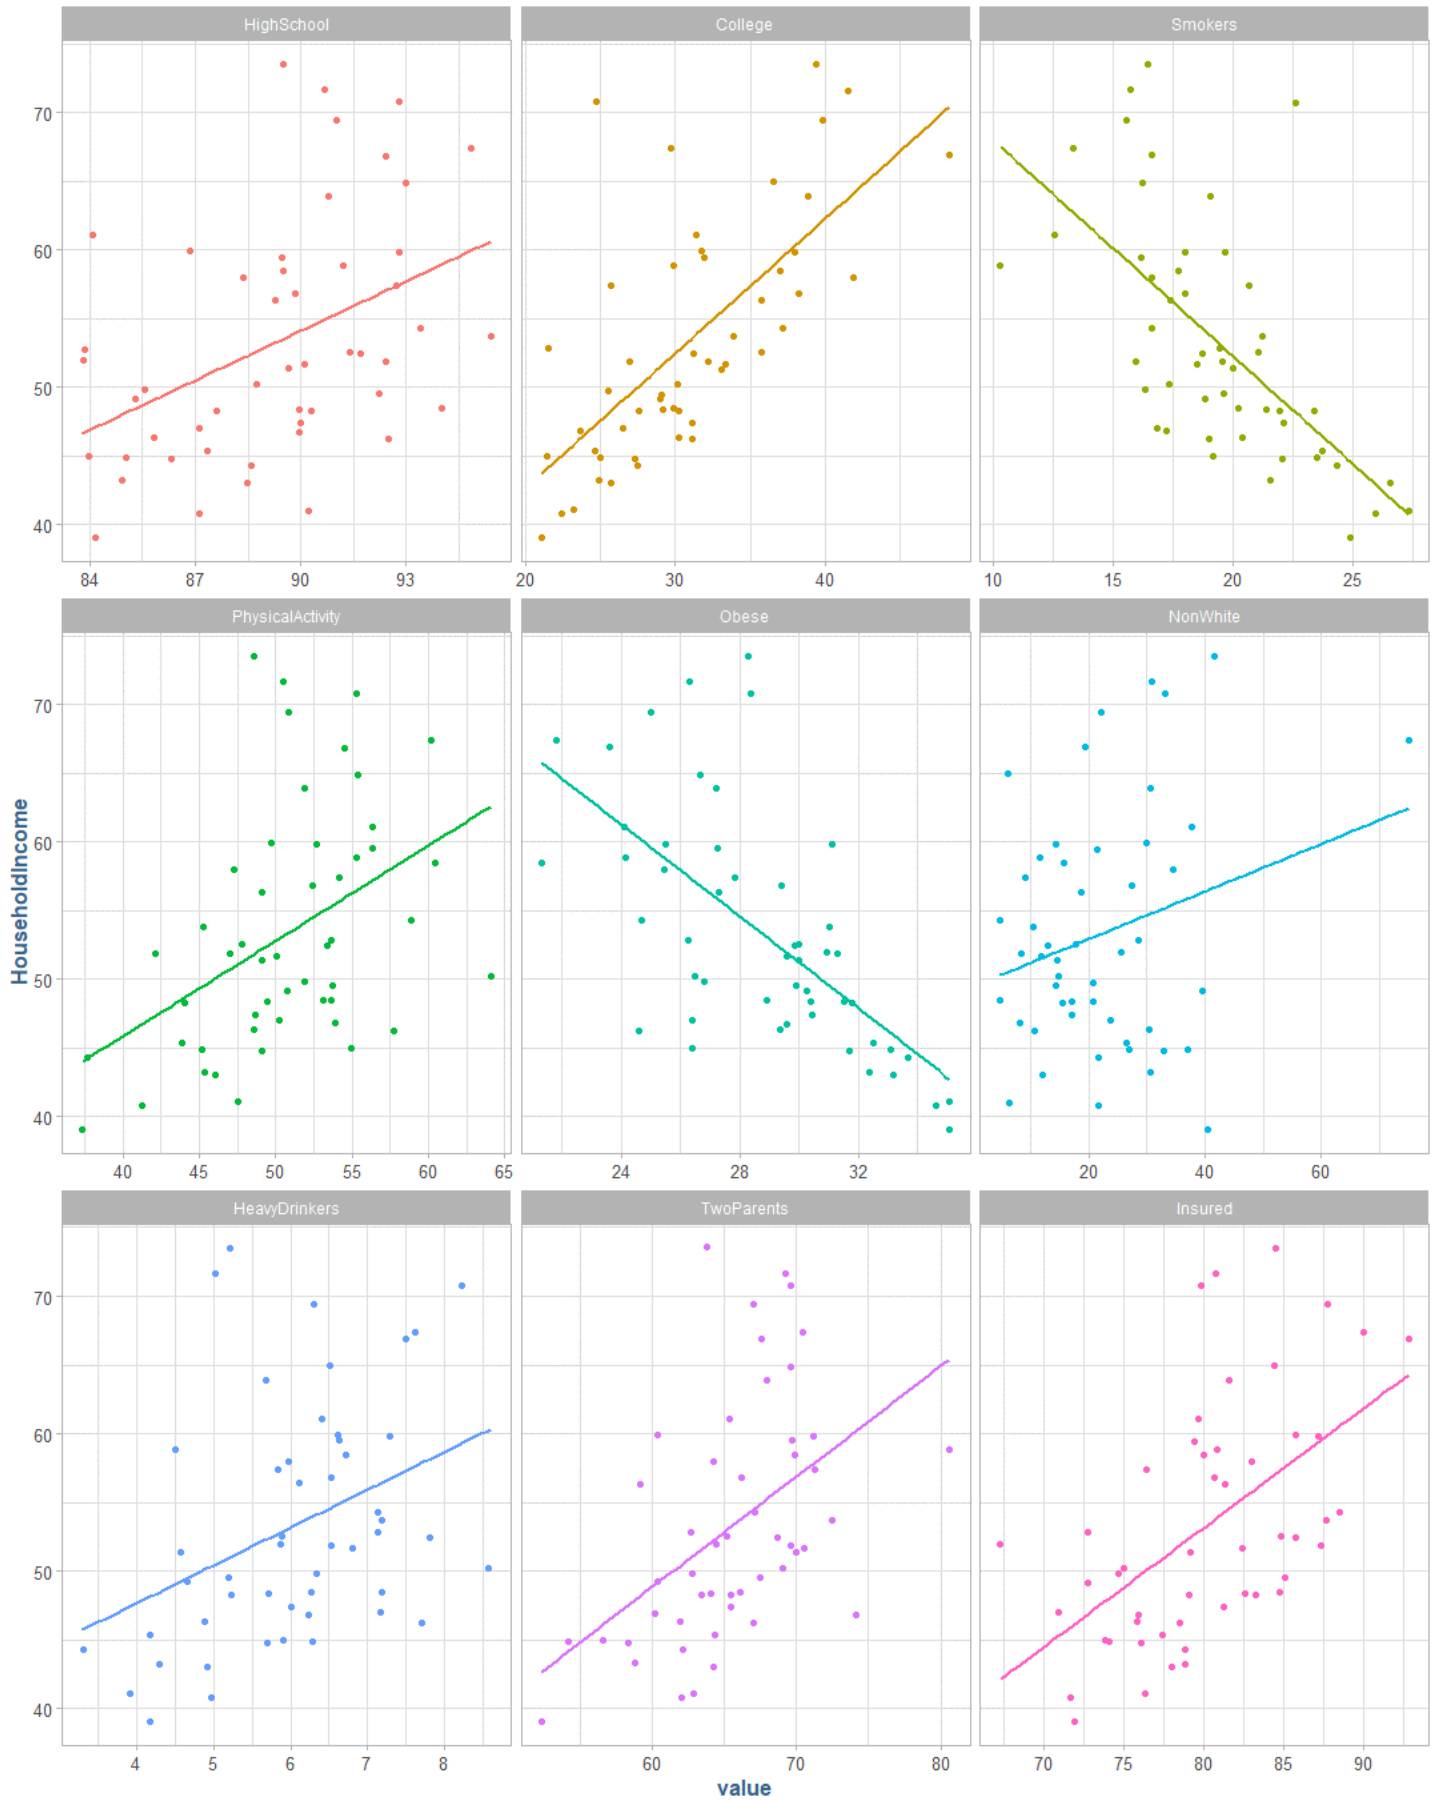 HighSchool College Smokers
70
60
50
40
84 87 90 93 20 30 40 10 15 20 25
PhysicalActivity Obese NonWhite
70
60
50
40
40 45 50 55 60 65 24 28 32 20 40 60
HouseholdIncome
HeavyDrinkers TwoParents Insured
70
60
50
40
4 5 6 7 8 60 70 80 70 75 80 85 90
value